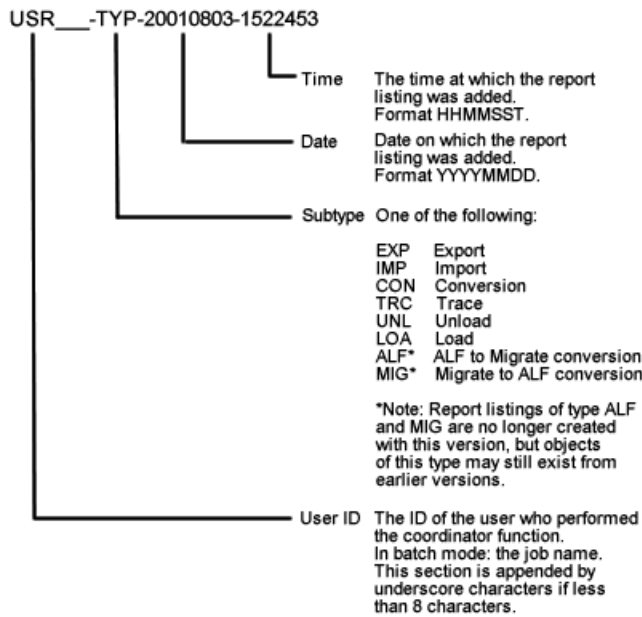 USR___-TYP-20010803-1522453
Time The time at which the report
listing was added.
Format HHMMSST.
Date Date on which the report
listing was added.
Format YYYYMMDD.
Subtype One of the following:
EXP Export
IMP Import
CON Conversion
TRC Trace
UNL Unload
LOA Load
ALF* ALF to Migrate conversion
MIG* Migrate to ALF conversion
*Note: Report listings of type ALF
and MIG are no longer created
with this version, but objects
of this type may still exist from
earlier versions.
User ID The ID of the user who performed
the coordinator function.
In batch mode: the job name.
This section is appended by
underscore characters if less
than 8 characters.